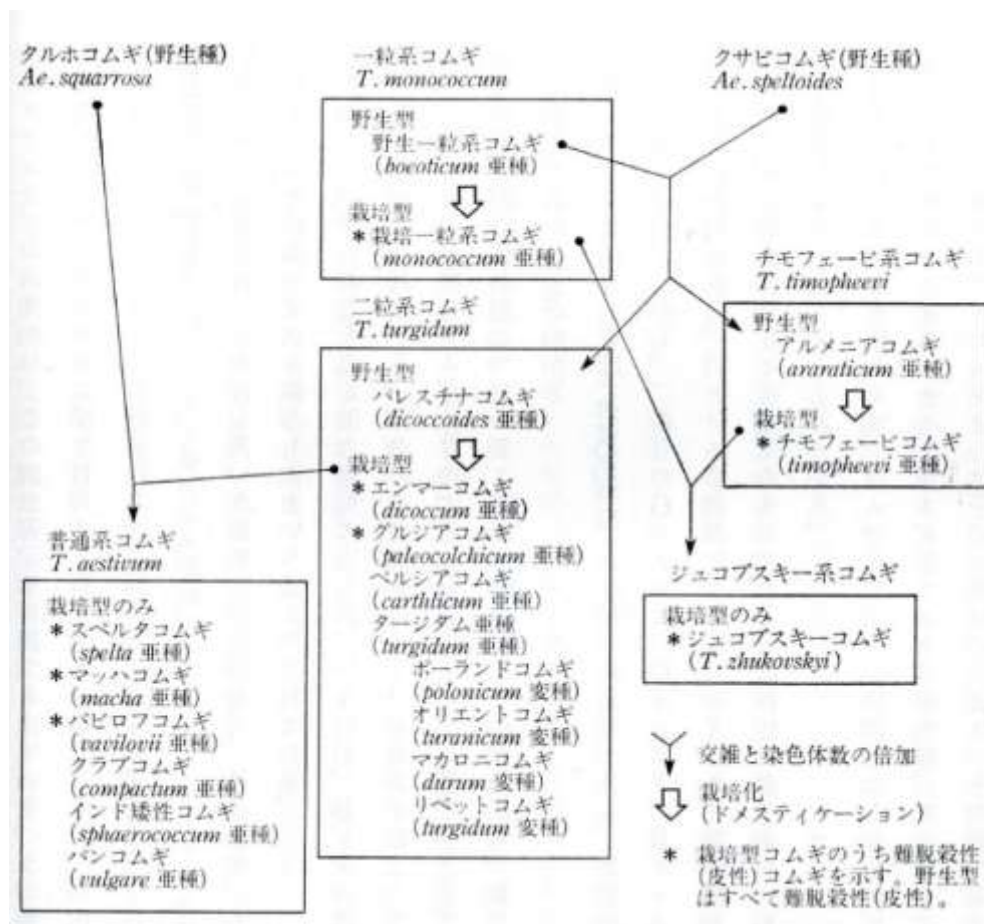 タルホコムギ(野生種)
Ae. squarrosa
一粒系コムギ
T. monococcum
クサビコムギ(野生種)
Ae. speltoides
野生型
野生一粒系コムギ
(boeoticum 亜種)
栽培型
* 栽培一粒系コムギ
(monococcum 亜種)
チモフェービ系コムギ
T. timopheevi
野生型
アルメニアコムギ
(araraticum 亜種)
栽培型
* チモフェービコムギ
(timopheevi 亜種)
二粒系コムギ
T. turgidum
野生型
パレスチナコムギ
(dicoccoides 亜種)
栽培型
* エンマーコムギ
(dicoccum 亜種)
* グルジアコムギ
(paleocolchicum 亜種)
ペルシアコムギ
(carthlicum 亜種)
タージダム亜種
(turgidum 亜種)
ポーランドコムギ
(polonicum 変種)
オリエントコムギ
(turanicum 変種)
マカロニコムギ
(durum 変種)
リベットコムギ
(turgidum 変種)
普通系コムギ
T. aestivum
栽培型のみ
* スペルタコムギ
(spelta 亜種)
* マッハコムギ
(macha 亜種)
* バビロフコムギ
(vavilovii 亜種)
クラブコムギ
(compactum 亜種)
インド矮性コムギ
(sphaerococcum 亜種)
パンコムギ
(vulgare 亜種)
ジュコブスキー系コムギ
栽培型のみ
* ジュコブスキーコムギ
(T. zhukovskyi)
交雑と染色体数の倍加
栽培化
(ドメスティケーション)
* 栽培型コムギのうち難脱穀性
(皮性)コムギを示す。野生型
はすべて難脱穀性(皮性)。